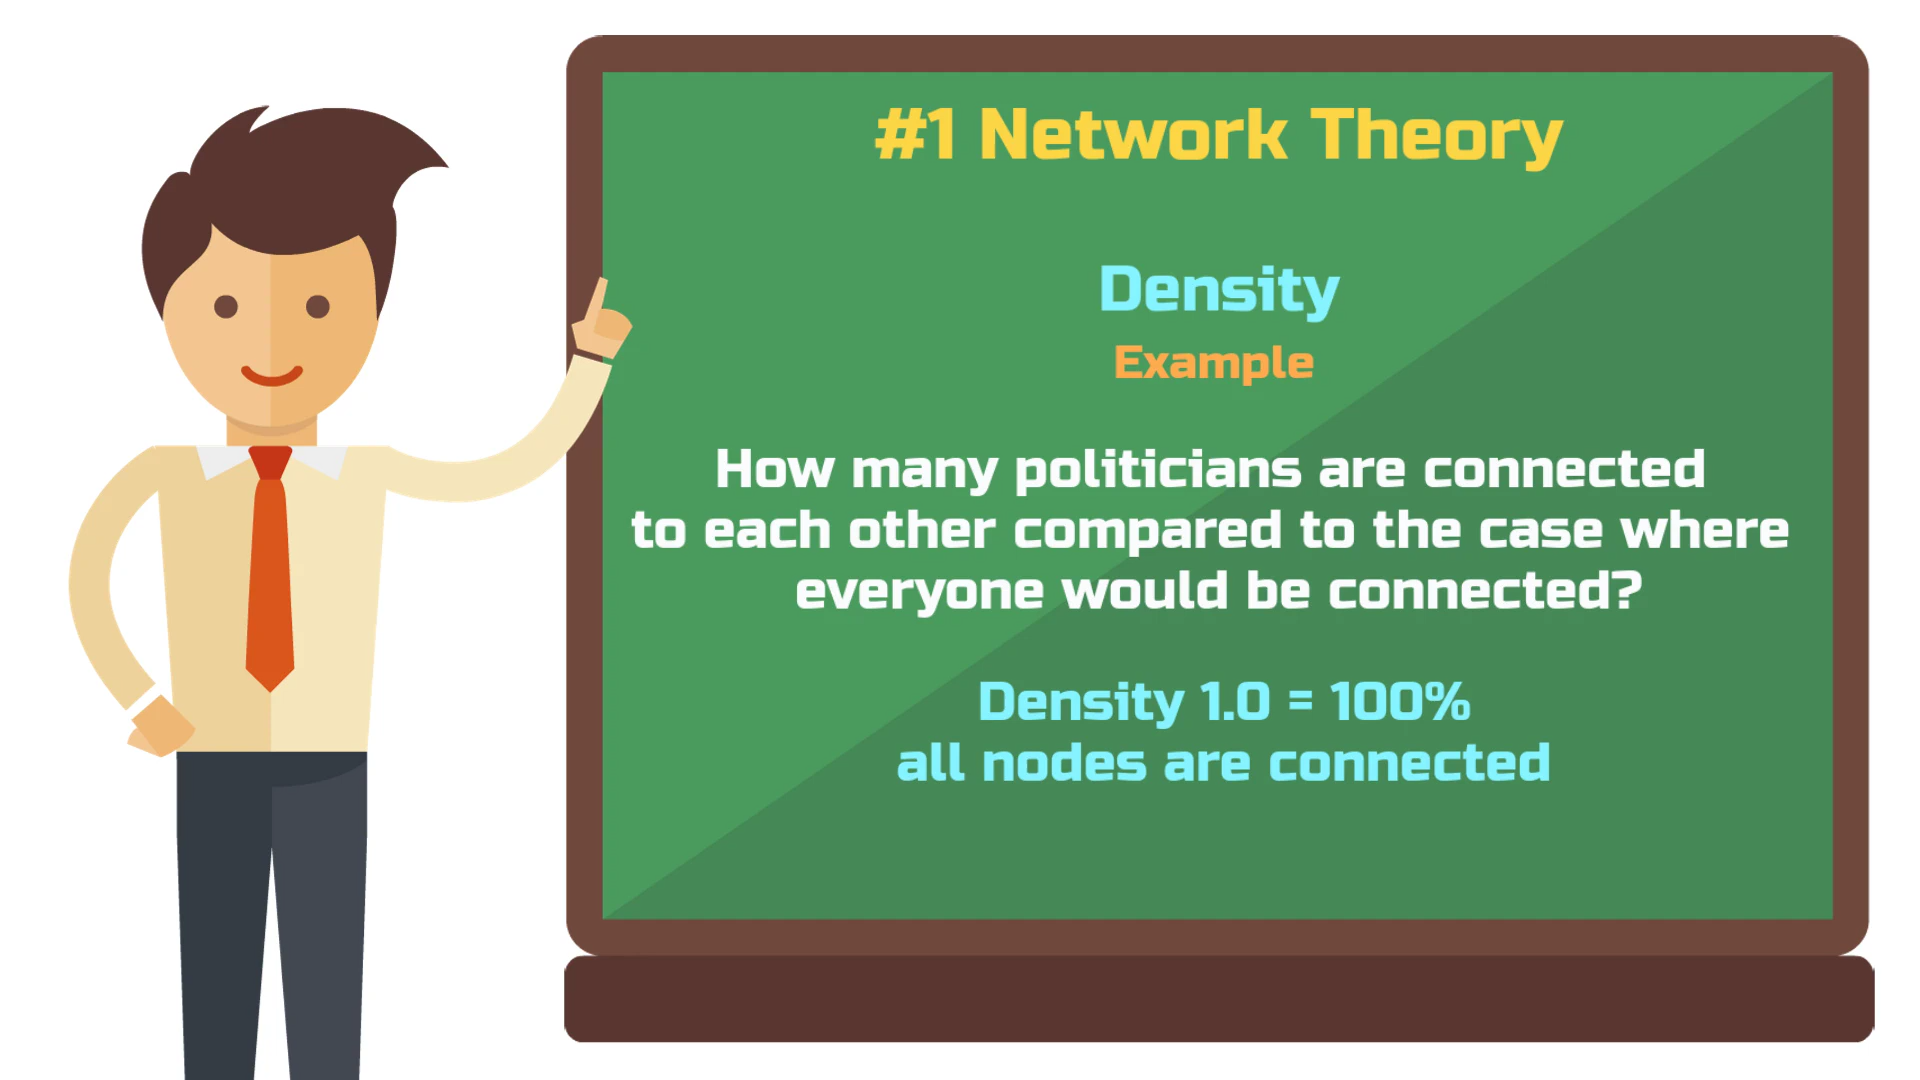 #1 Network Theory
Density
Example
How many politicians are connected
to each other compared to the case where
everyone would be connected?
Density 1.0 = 100%
all nodes are connected